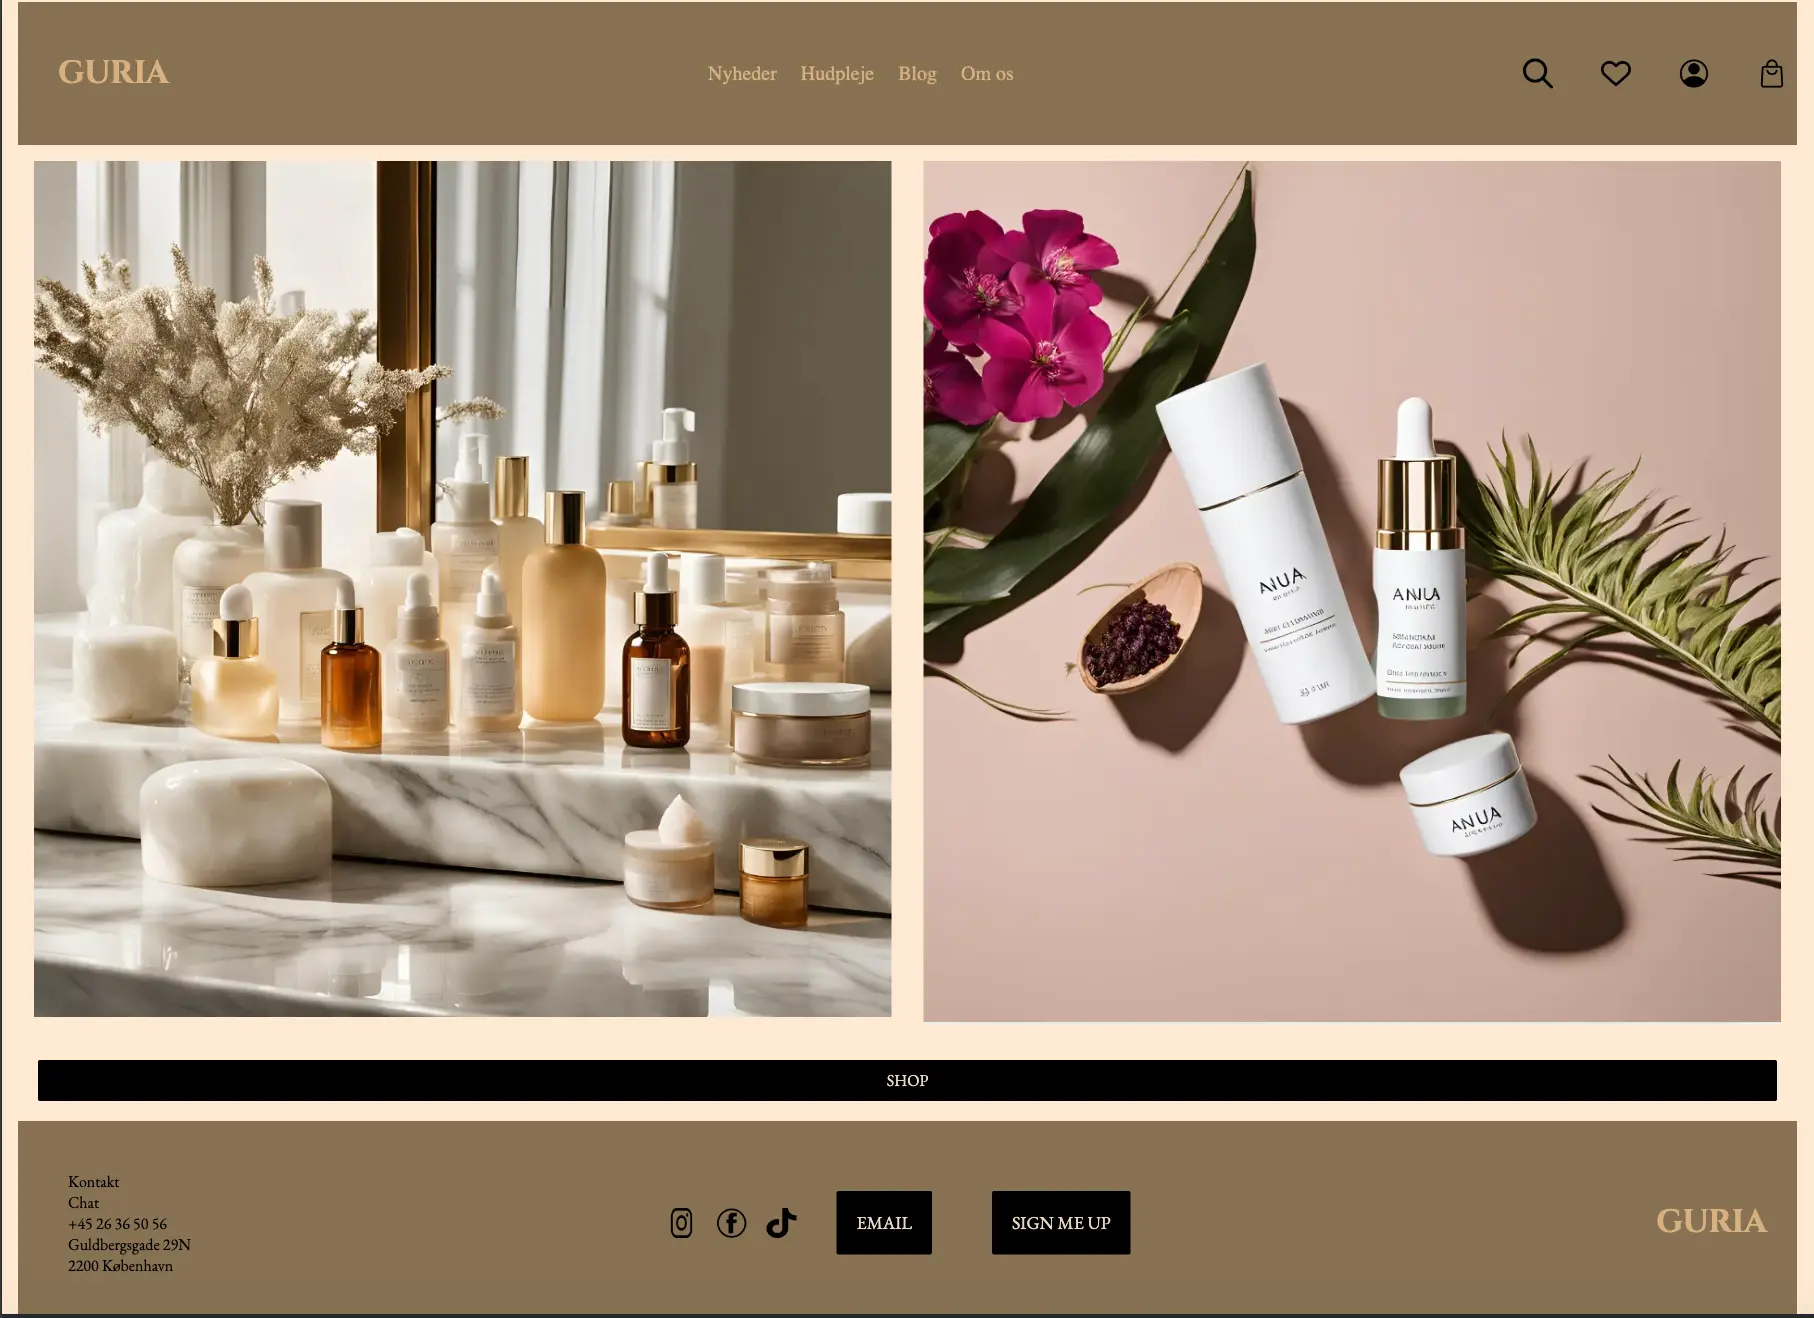 GURIA
Nyheder Hudpleje Blog Om os
ANUA
ANUA
ANUA
SHOP
Kontakt
Chat
+45 26 36 50 56
Guldbergsgade 29N
2200 København
EMAIL
SIGN ME UP
GURIA